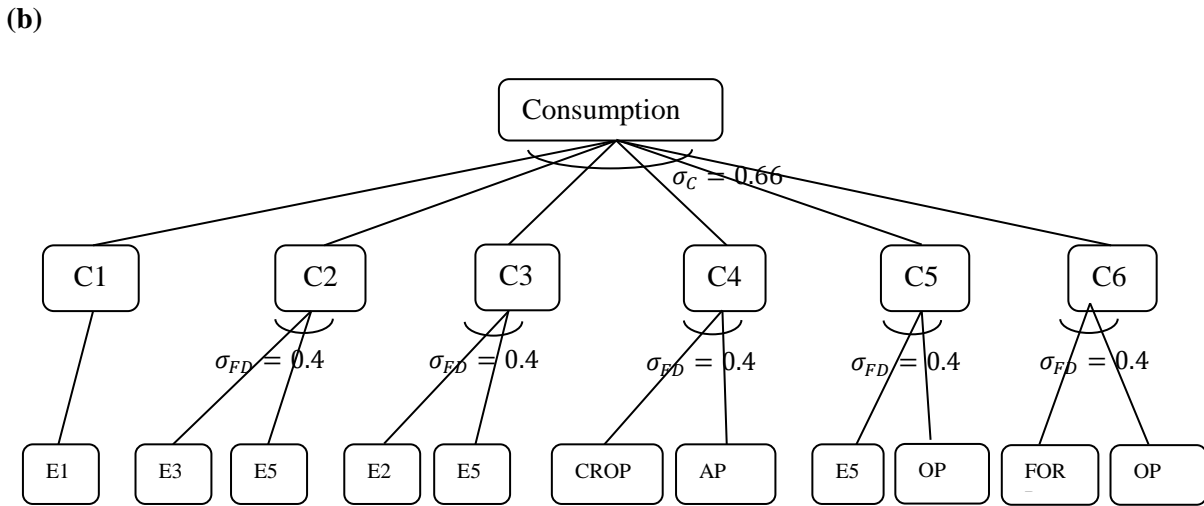 (b)
Consumption
σ_C = 0.66
C1 C2 C3 C4 C5 C6
σ_FD = 0.4 σ_FD = 0.4 σ_FD = 0.4 σ_FD = 0.4 σ_FD = 0.4
E1 E3 E5 E2 E5 CROP AP E5 OP FOR OP